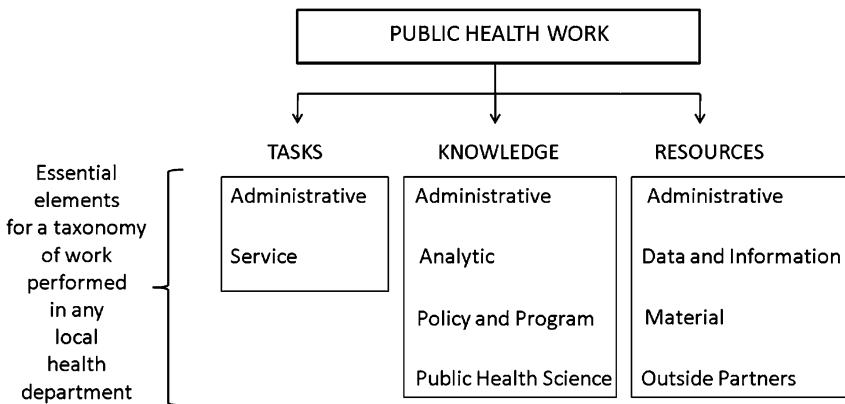 PUBLIC HEALTH WORK
TASKS
KNOWLEDGE
RESOURCES
Essential
elements
for a taxonomy
of work
performed
in any
local
health
department
Administrative
Service
Administrative
Analytic
Policy and Program
Public Health Science
Administrative
Data and Information
Material
Outside Partners